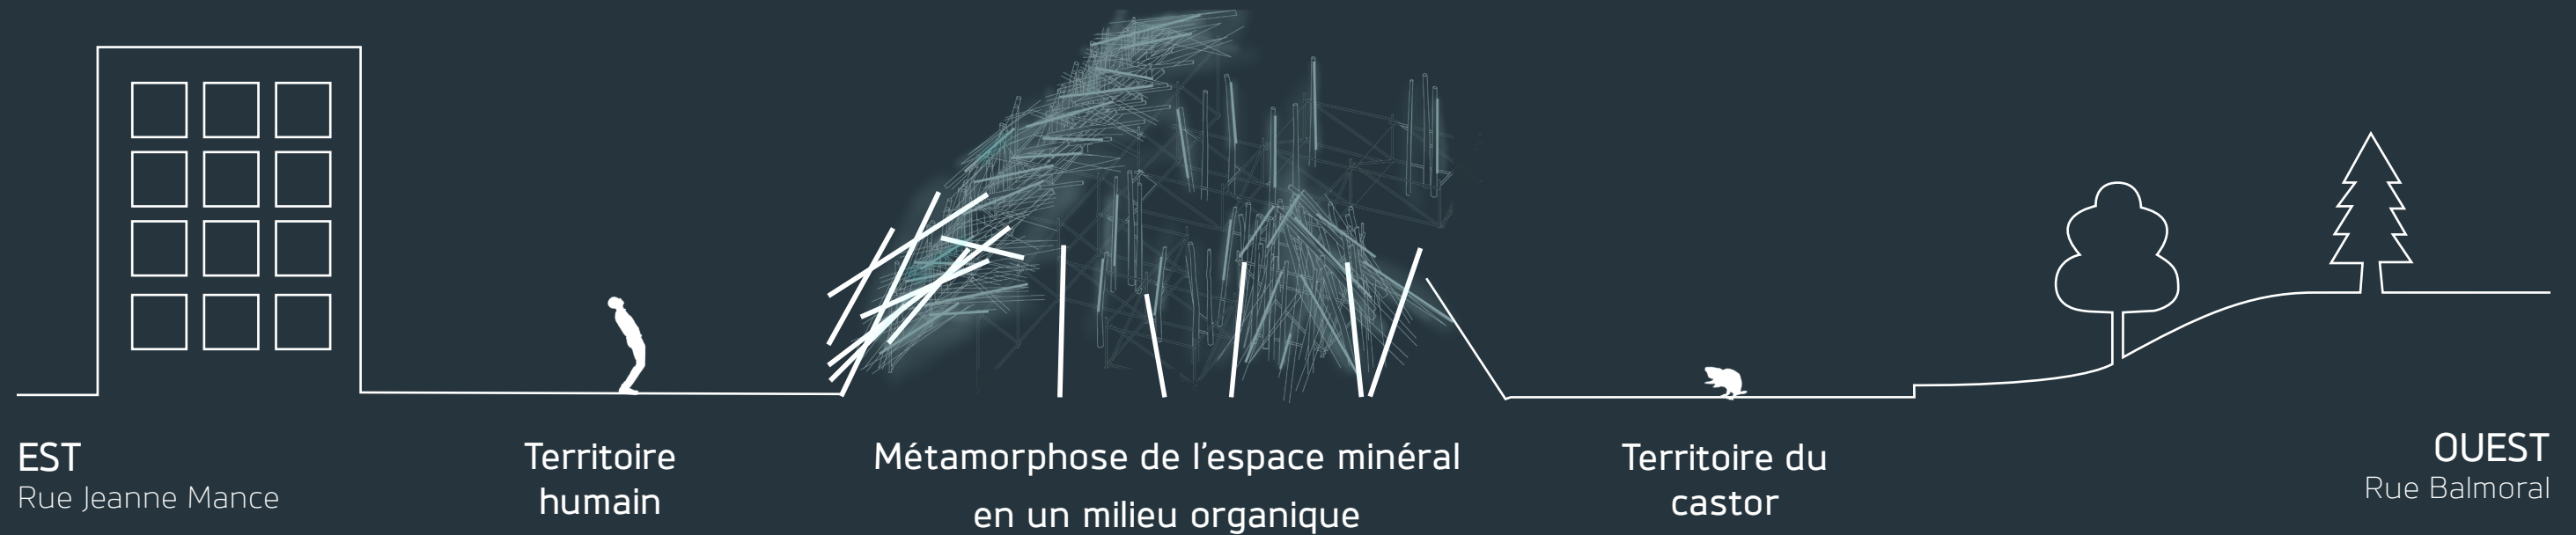 EST
Rue Jeanne Mance
Territoire
humain
Métamorphose de l'espace minéral
en un milieu organique
Territoire du
castor
OUEST
Rue Balmoral